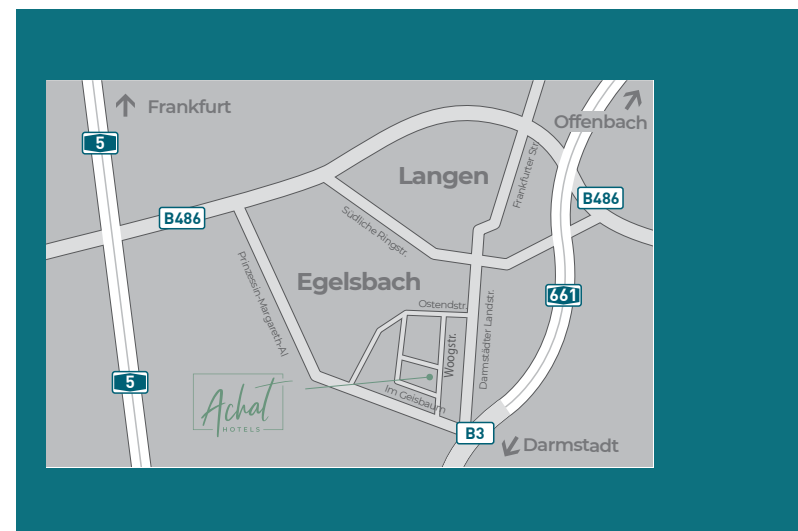 Frankfurt
Offenbach
5
Langen
Frankfurter Str.
B486
B486
Südliche Ringstr.
Prinzessin-Margareth-Al
Egelsbach
661
Ostendstr.
Darmstädter Landstr.
Woogstr.
5
Im Geisbaum
Achat
HOTELS
B3
Darmstadt